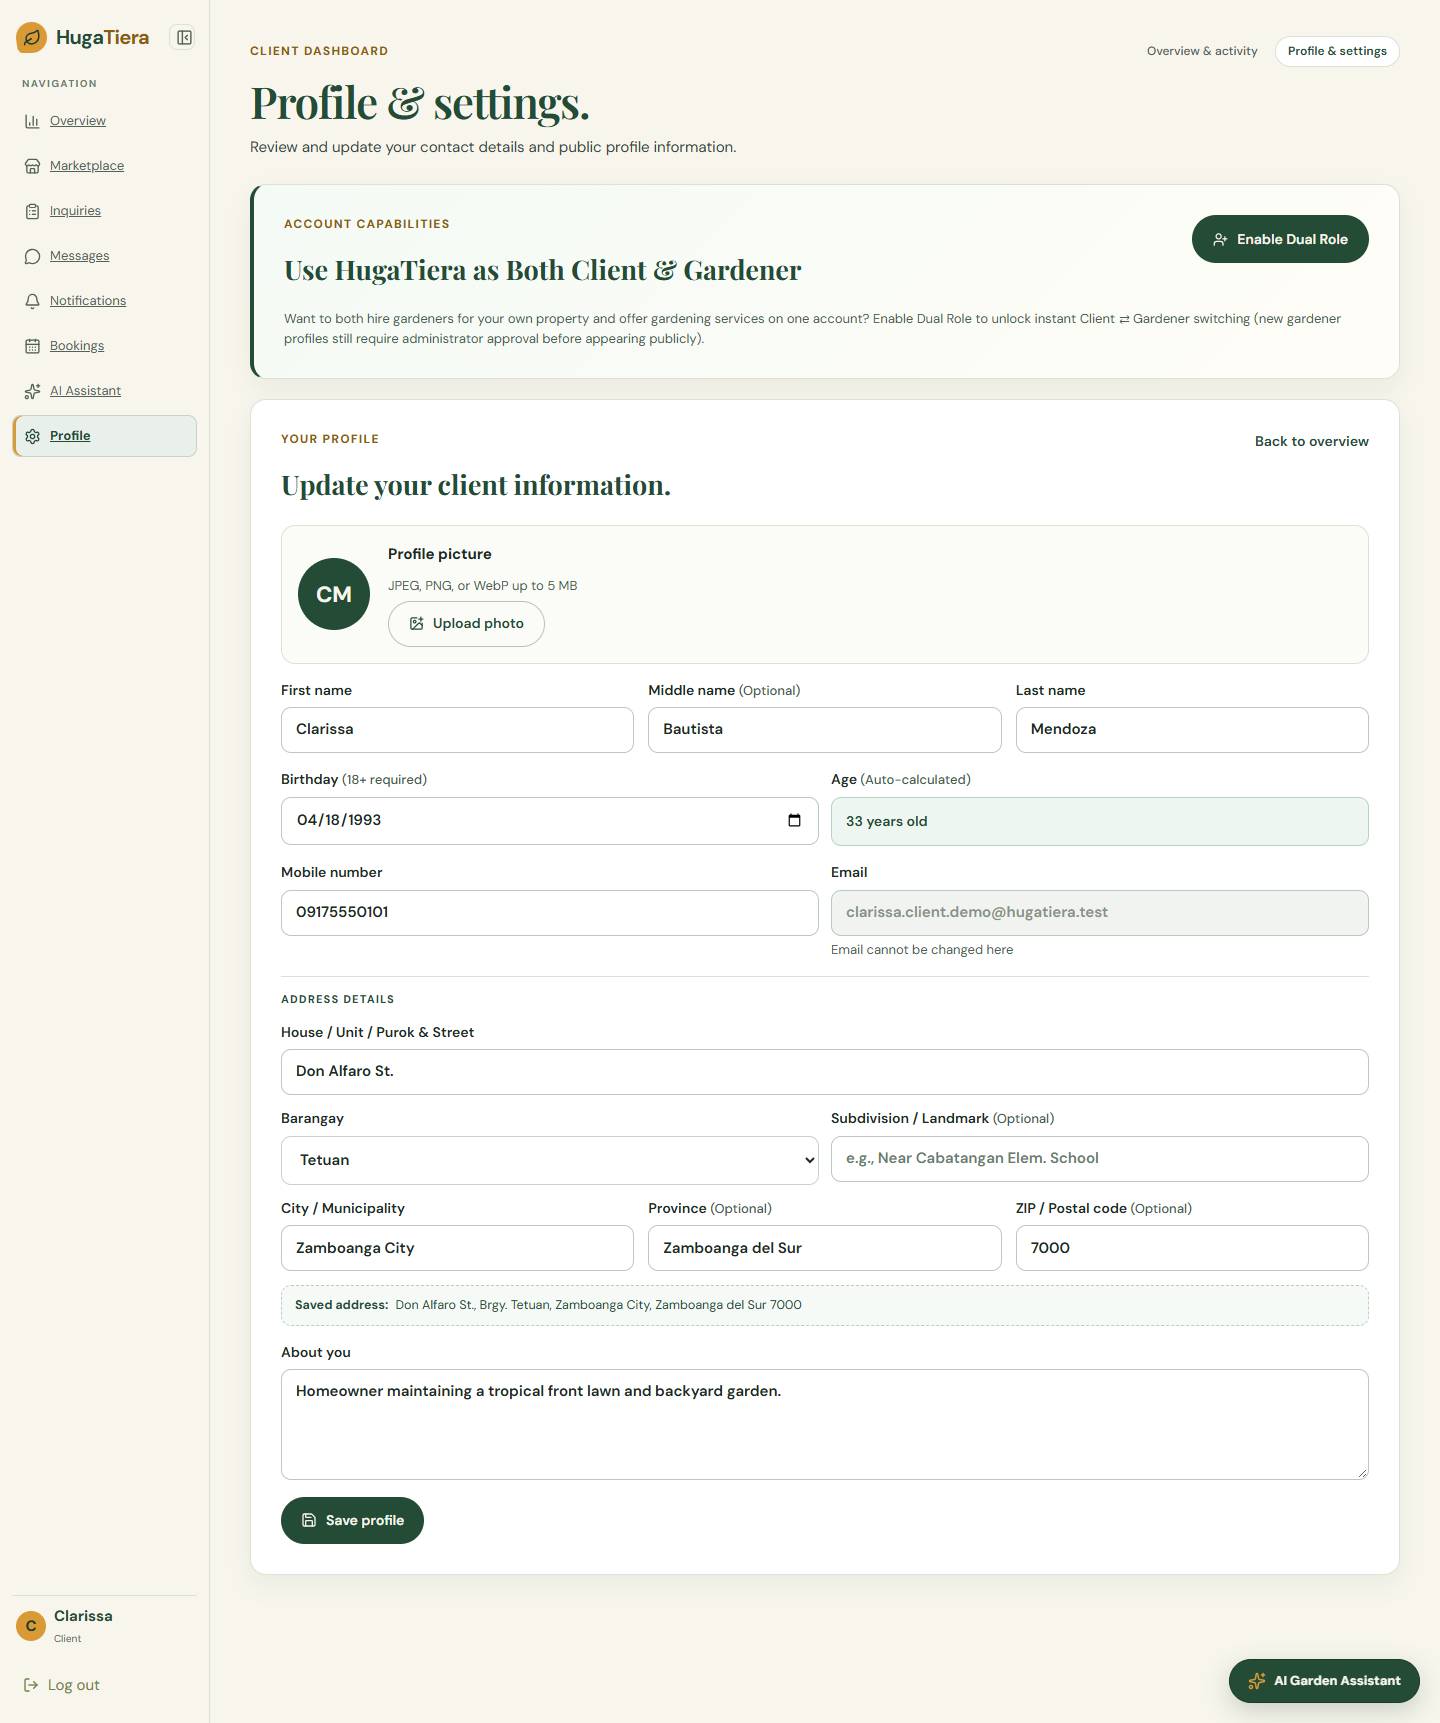 HugaTiera
NAVIGATION
Overview
Marketplace
Inquiries
Messages
Notifications
Bookings
AI Assistant
Profile
Clarissa
C
Client
Log out
CLIENT DASHBOARD
Overview & activity
Profile & settings
Profile & settings.
Review and update your contact details and public profile information.
ACCOUNT CAPABILITIES
Enable Dual Role
Use HugaTiera as Both Client & Gardener
Want to both hire gardeners for your own property and offer gardening services on one account? Enable Dual Role to unlock instant Client ⇄ Gardener switching (new gardener
profiles still require administrator approval before appearing publicly).
YOUR PROFILE
Back to overview
Update your client information.
CM
Profile picture
JPEG, PNG, or WebP up to 5 MB
Upload photo
First name
Middle name (Optional)
Last name
Clarissa
Bautista
Mendoza
Birthday (18+ required)
Age (Auto-calculated)
04/18/1993
33 years old
Mobile number
Email
09175550101
clarissa.client.demo@hugatiera.test
Email cannot be changed here
ADDRESS DETAILS
House / Unit / Purok & Street
Don Alfaro St.
Barangay
Subdivision / Landmark (Optional)
Tetuan
e.g., Near Cabatangan Elem. School
City / Municipality
Province (Optional)
ZIP / Postal code (Optional)
Zamboanga City
Zamboanga del Sur
7000
Saved address: Don Alfaro St., Brgy. Tetuan, Zamboanga City, Zamboanga del Sur 7000
About you
Homeowner maintaining a tropical front lawn and backyard garden.
Save profile
AI Garden Assistant